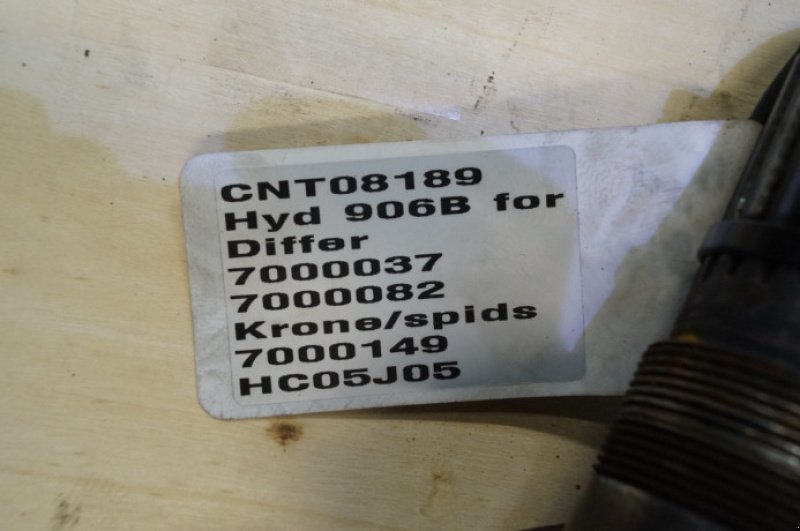 CNT08189
Hyd 906B for
Differ
7000037
7000082
Krone/spids
7000149
HC05J05